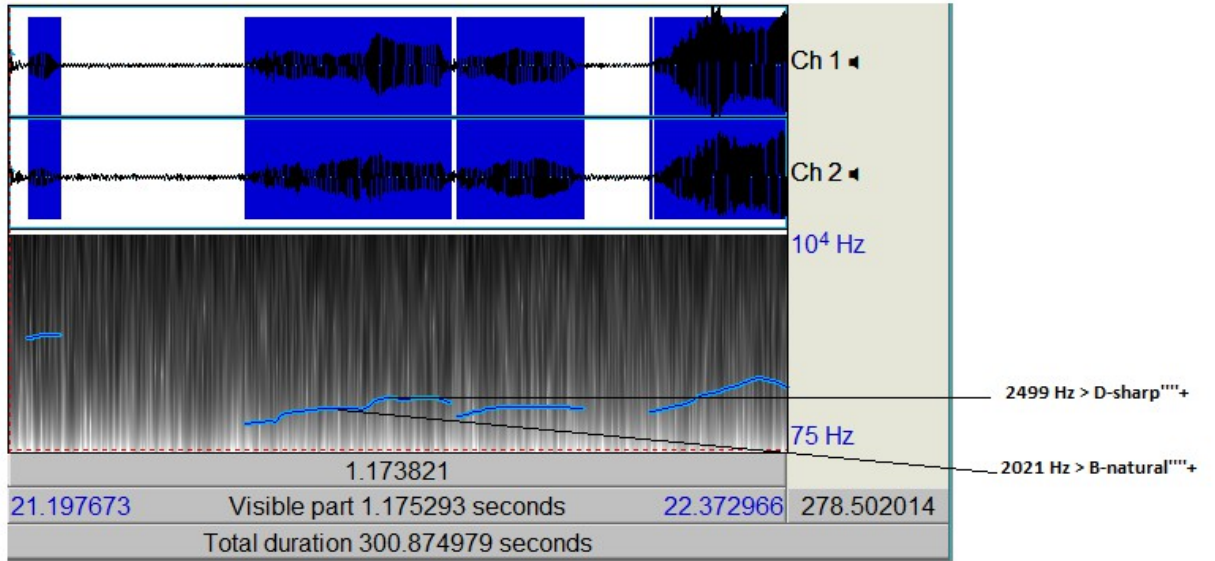 Ch 1
Ch 2
10⁴ Hz
2499 Hz > D-sharp""+
75 Hz
2021 Hz > B-natural""+
1.173821
21.197673 Visible part 1.175293 seconds 22.372966 278.502014
Total duration 300.874979 seconds